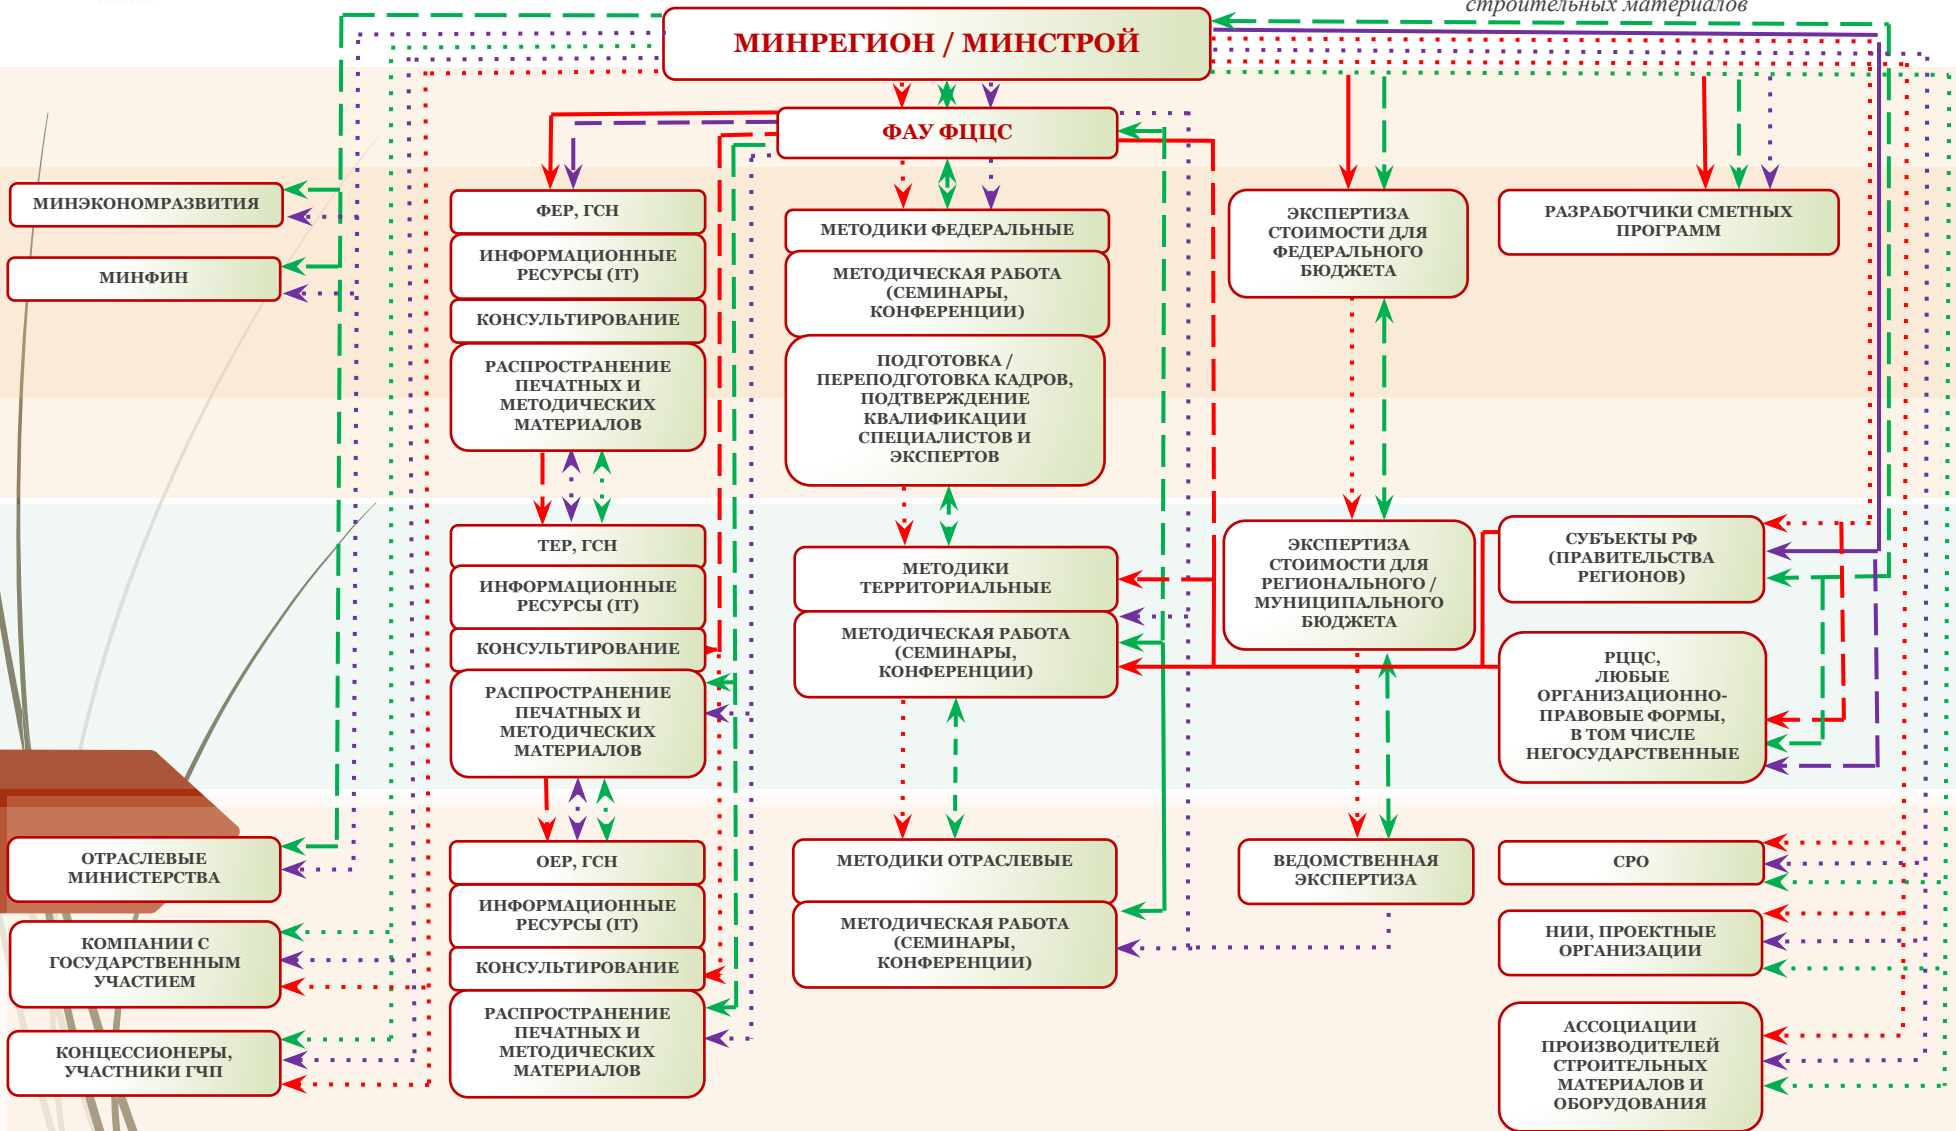 строительных материалов
МИНРЕГИОН / МИНСТРОЙ
ФАУ ФЦЦС
МИНЭКОНОМРАЗВИТИЯ
МИНФИН
ОТРАСЛЕВЫЕ
МИНИСТЕРСТВА
КОМПАНИИ С
ГОСУДАРСТВЕННЫМ
УЧАСТИЕМ
КОНЦЕССИОНЕРЫ,
УЧАСТНИКИ ГЧП
ФЕР, ГСН
ИНФОРМАЦИОННЫЕ
РЕСУРСЫ (IT)
КОНСУЛЬТИРОВАНИЕ
РАСПРОСТРАНЕНИЕ
ПЕЧАТНЫХ И
МЕТОДИЧЕСКИХ
МАТЕРИАЛОВ
ТЕР, ГСН
ИНФОРМАЦИОННЫЕ
РЕСУРСЫ (IT)
КОНСУЛЬТИРОВАНИЕ
РАСПРОСТРАНЕНИЕ
ПЕЧАТНЫХ И
МЕТОДИЧЕСКИХ
МАТЕРИАЛОВ
ОЕР, ГСН
ИНФОРМАЦИОННЫЕ
РЕСУРСЫ (IT)
КОНСУЛЬТИРОВАНИЕ
РАСПРОСТРАНЕНИЕ
ПЕЧАТНЫХ И
МЕТОДИЧЕСКИХ
МАТЕРИАЛОВ
МЕТОДИКИ ФЕДЕРАЛЬНЫЕ
МЕТОДИЧЕСКАЯ РАБОТА
(СЕМИНАРЫ,
КОНФЕРЕНЦИИ)
ПОДГОТОВКА /
ПЕРЕПОДГОТОВКА КАДРОВ,
ПОДТВЕРЖДЕНИЕ
КВАЛИФИКАЦИИ
СПЕЦИАЛИСТОВ И
ЭКСПЕРТОВ
МЕТОДИКИ
ТЕРРИТОРИАЛЬНЫЕ
МЕТОДИЧЕСКАЯ РАБОТА
(СЕМИНАРЫ,
КОНФЕРЕНЦИИ)
МЕТОДИКИ ОТРАСЛЕВЫЕ
МЕТОДИЧЕСКАЯ РАБОТА
(СЕМИНАРЫ,
КОНФЕРЕНЦИИ)
ЭКСПЕРТИЗА
СТОИМОСТИ ДЛЯ
ФЕДЕРАЛЬНОГО
БЮДЖЕТА
ЭКСПЕРТИЗА
СТОИМОСТИ ДЛЯ
РЕГИОНАЛЬНОГО /
МУНИЦИПАЛЬНОГО
БЮДЖЕТА
ВЕДОМСТВЕННАЯ
ЭКСПЕРТИЗА
РАЗРАБОТЧИКИ СМЕТНЫХ
ПРОГРАММ
СУБЪЕКТЫ РФ
(ПРАВИТЕЛЬСТВА
РЕГИОНОВ)
РЦЦС,
ЛЮБЫЕ
ОРГАНИЗАЦИОННО-
ПРАВОВЫЕ ФОРМЫ,
В ТОМ ЧИСЛЕ
НЕГОСУДАРСТВЕННЫЕ
СРО
НИИ, ПРОЕКТНЫЕ
ОРГАНИЗАЦИИ
АССОЦИАЦИИ
ПРОИЗВОДИТЕЛЕЙ
СТРОИТЕЛЬНЫХ
МАТЕРИАЛОВ И
ОБОРУДОВАНИЯ